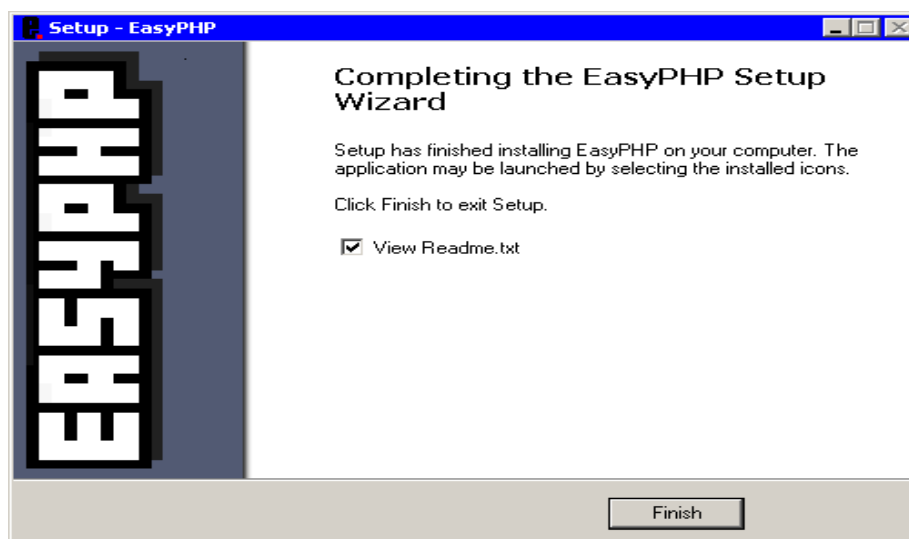 Setup - EasyPHP
EASYPHP
Completing the EasyPHP Setup
Wizard
Setup has finished installing EasyPHP on your computer. The
application may be launched by selecting the installed icons.
Click Finish to exit Setup.
View Readme.txt
Finish